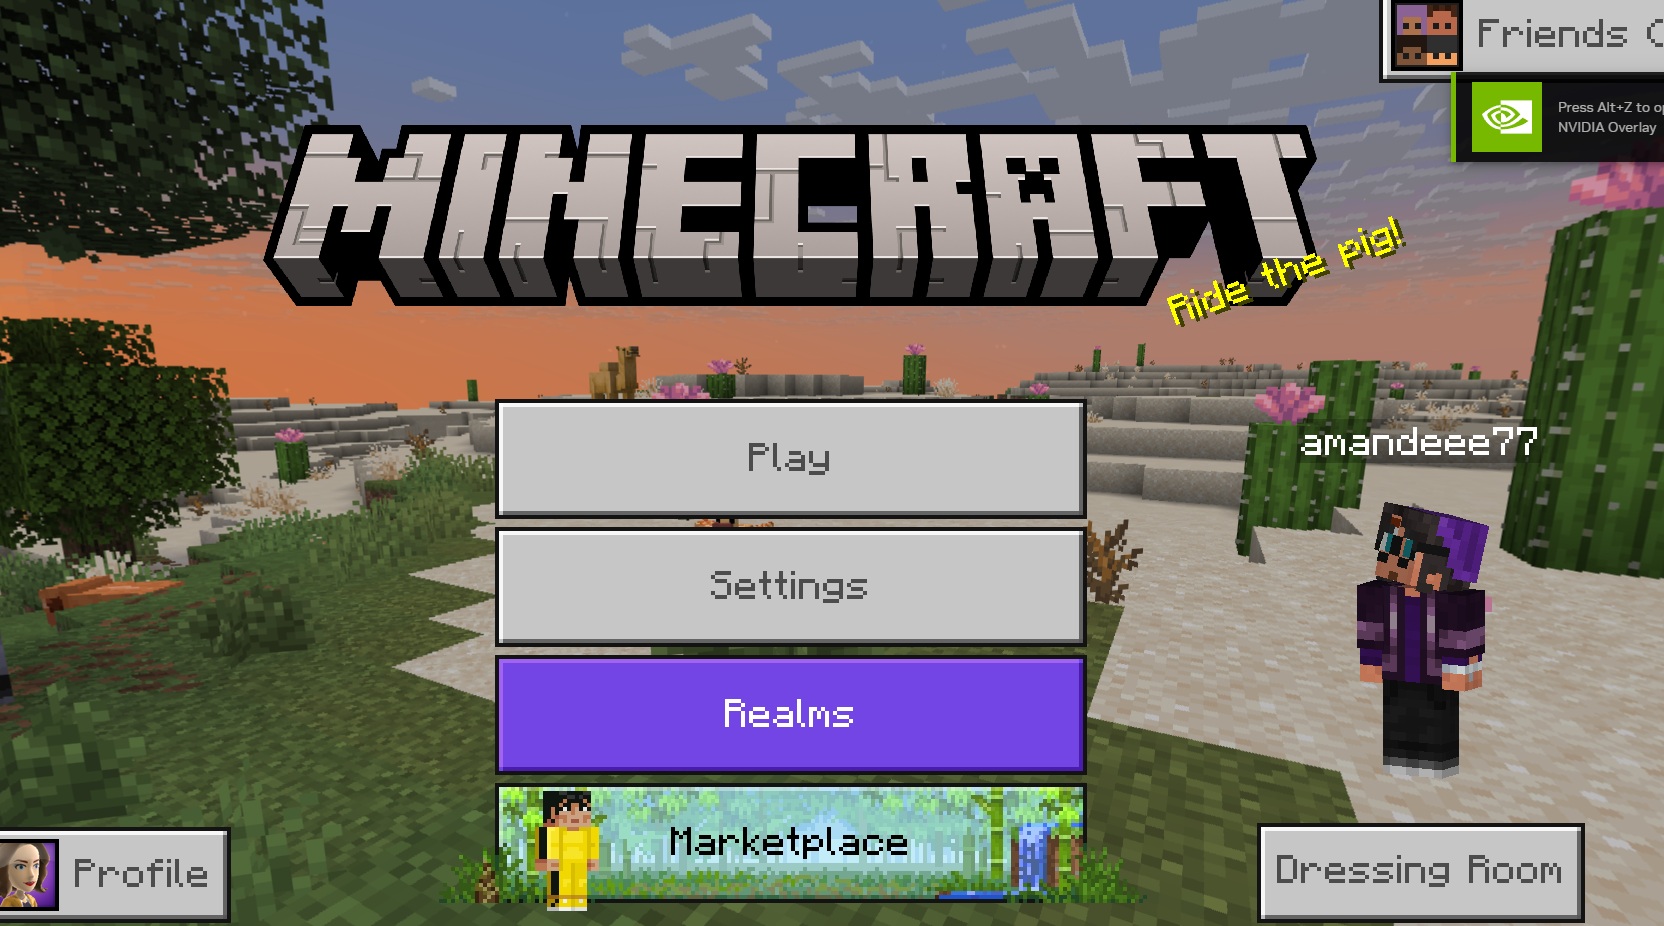 Friends
Press Alt+Z to
NVIDIA Overlay
MINECRAFT
Ride the pig!
Play
amandeee77
Settings
Realms
Marketplace
Profile
Dressing Room